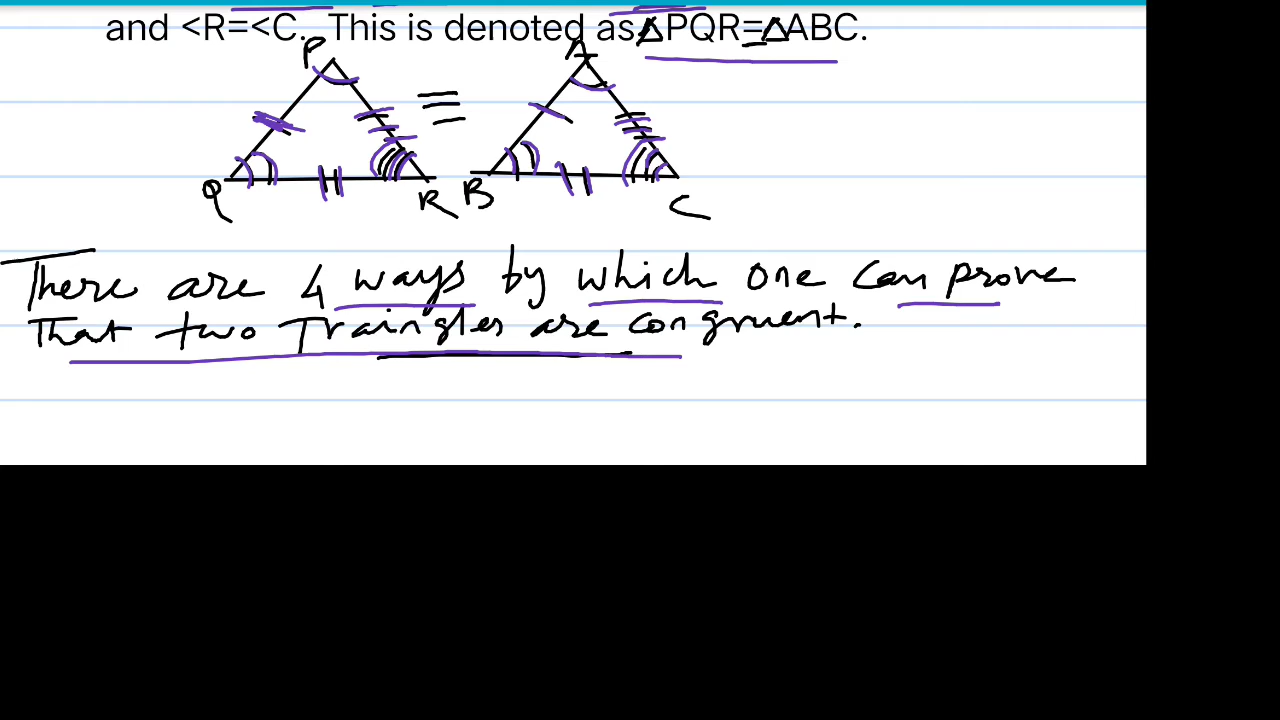 and <R=<C. This is denoted as △PQR≡△ABC.
P A
≡
Q R B C
There are 4 ways by which one can prove
that two Traingles are congruent.